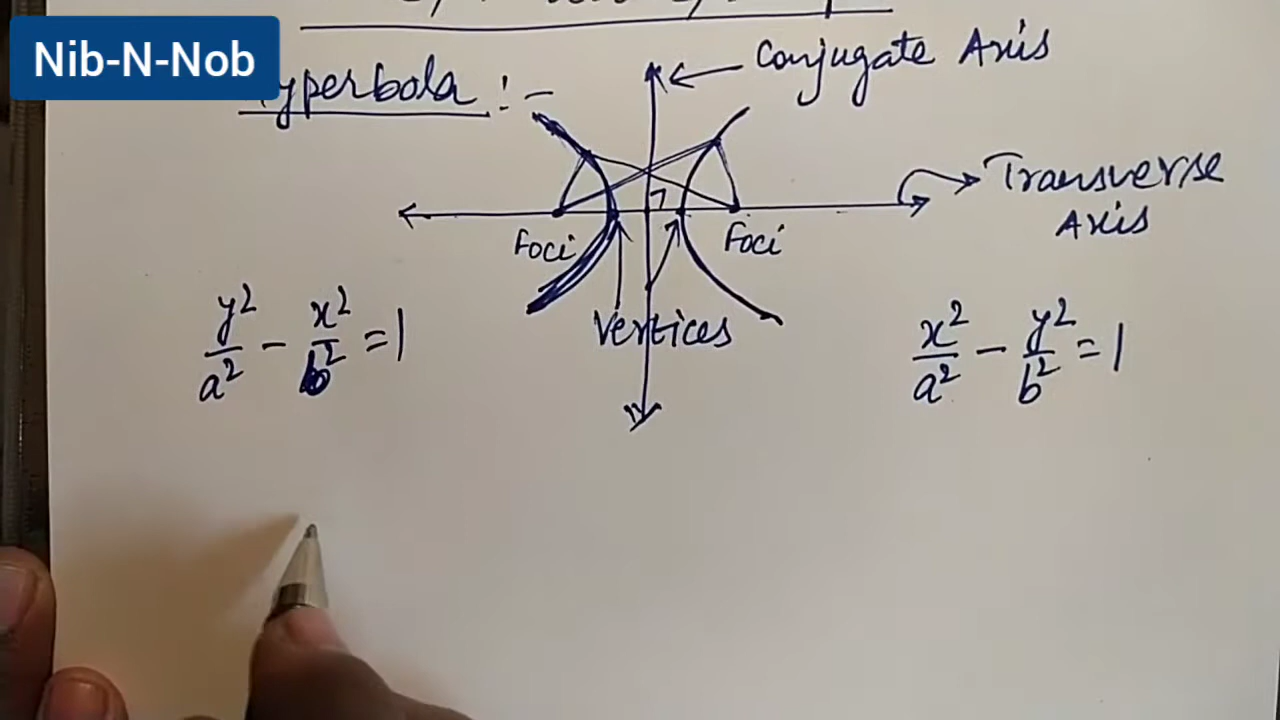 Nib-N-Nob
Hyperbola :-
Conjugate Axis
Transverse
Axis
Foci
Foci
Vertices
y²/a² - x²/b² = 1
x²/a² - y²/b² = 1